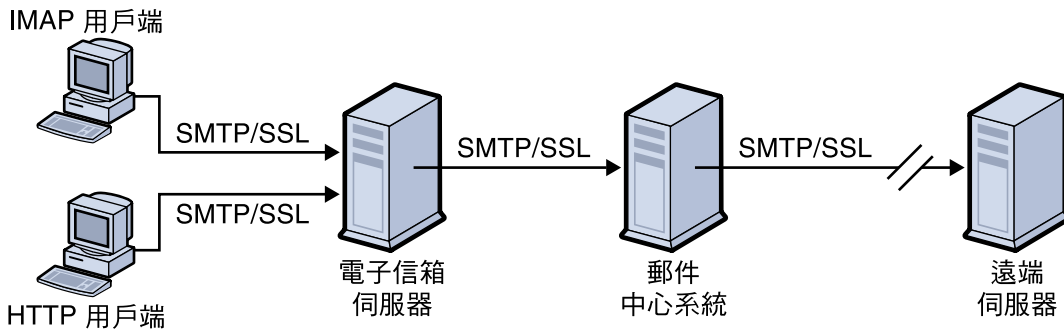 IMAP 用戶端
SMTP/SSL
SMTP/SSL
SMTP/SSL
SMTP/SSL
HTTP 用戶端
電子信箱
伺服器
郵件
中心系統
遠端
伺服器